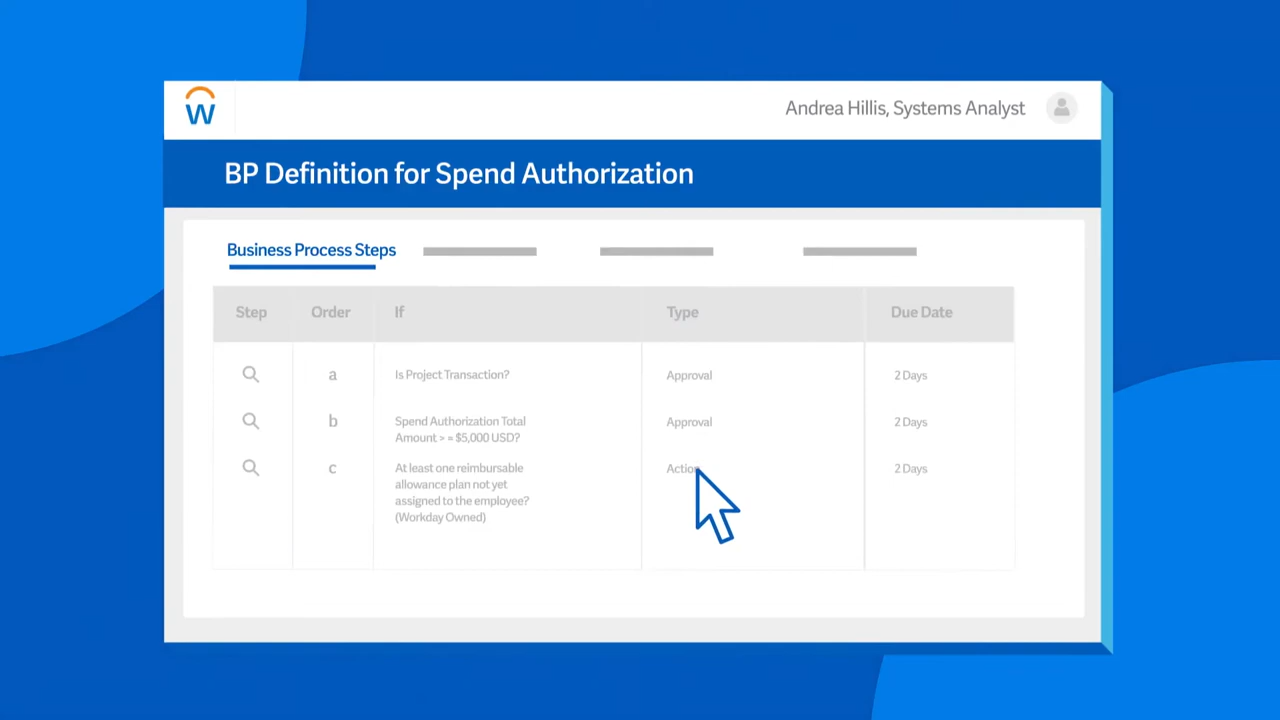 W
Andrea Hillis, Systems Analyst
BP Definition for Spend Authorization
Business Process Steps
Step Order If Type Due Date
a Is Project Transaction? Approval 2 Days
b Spend Authorization Total Approval 2 Days
Amount > = $5,000 USD?
c At least one reimbursable Action 2 Days
allowance plan not yet
assigned to the employee?
(Workday Owned)